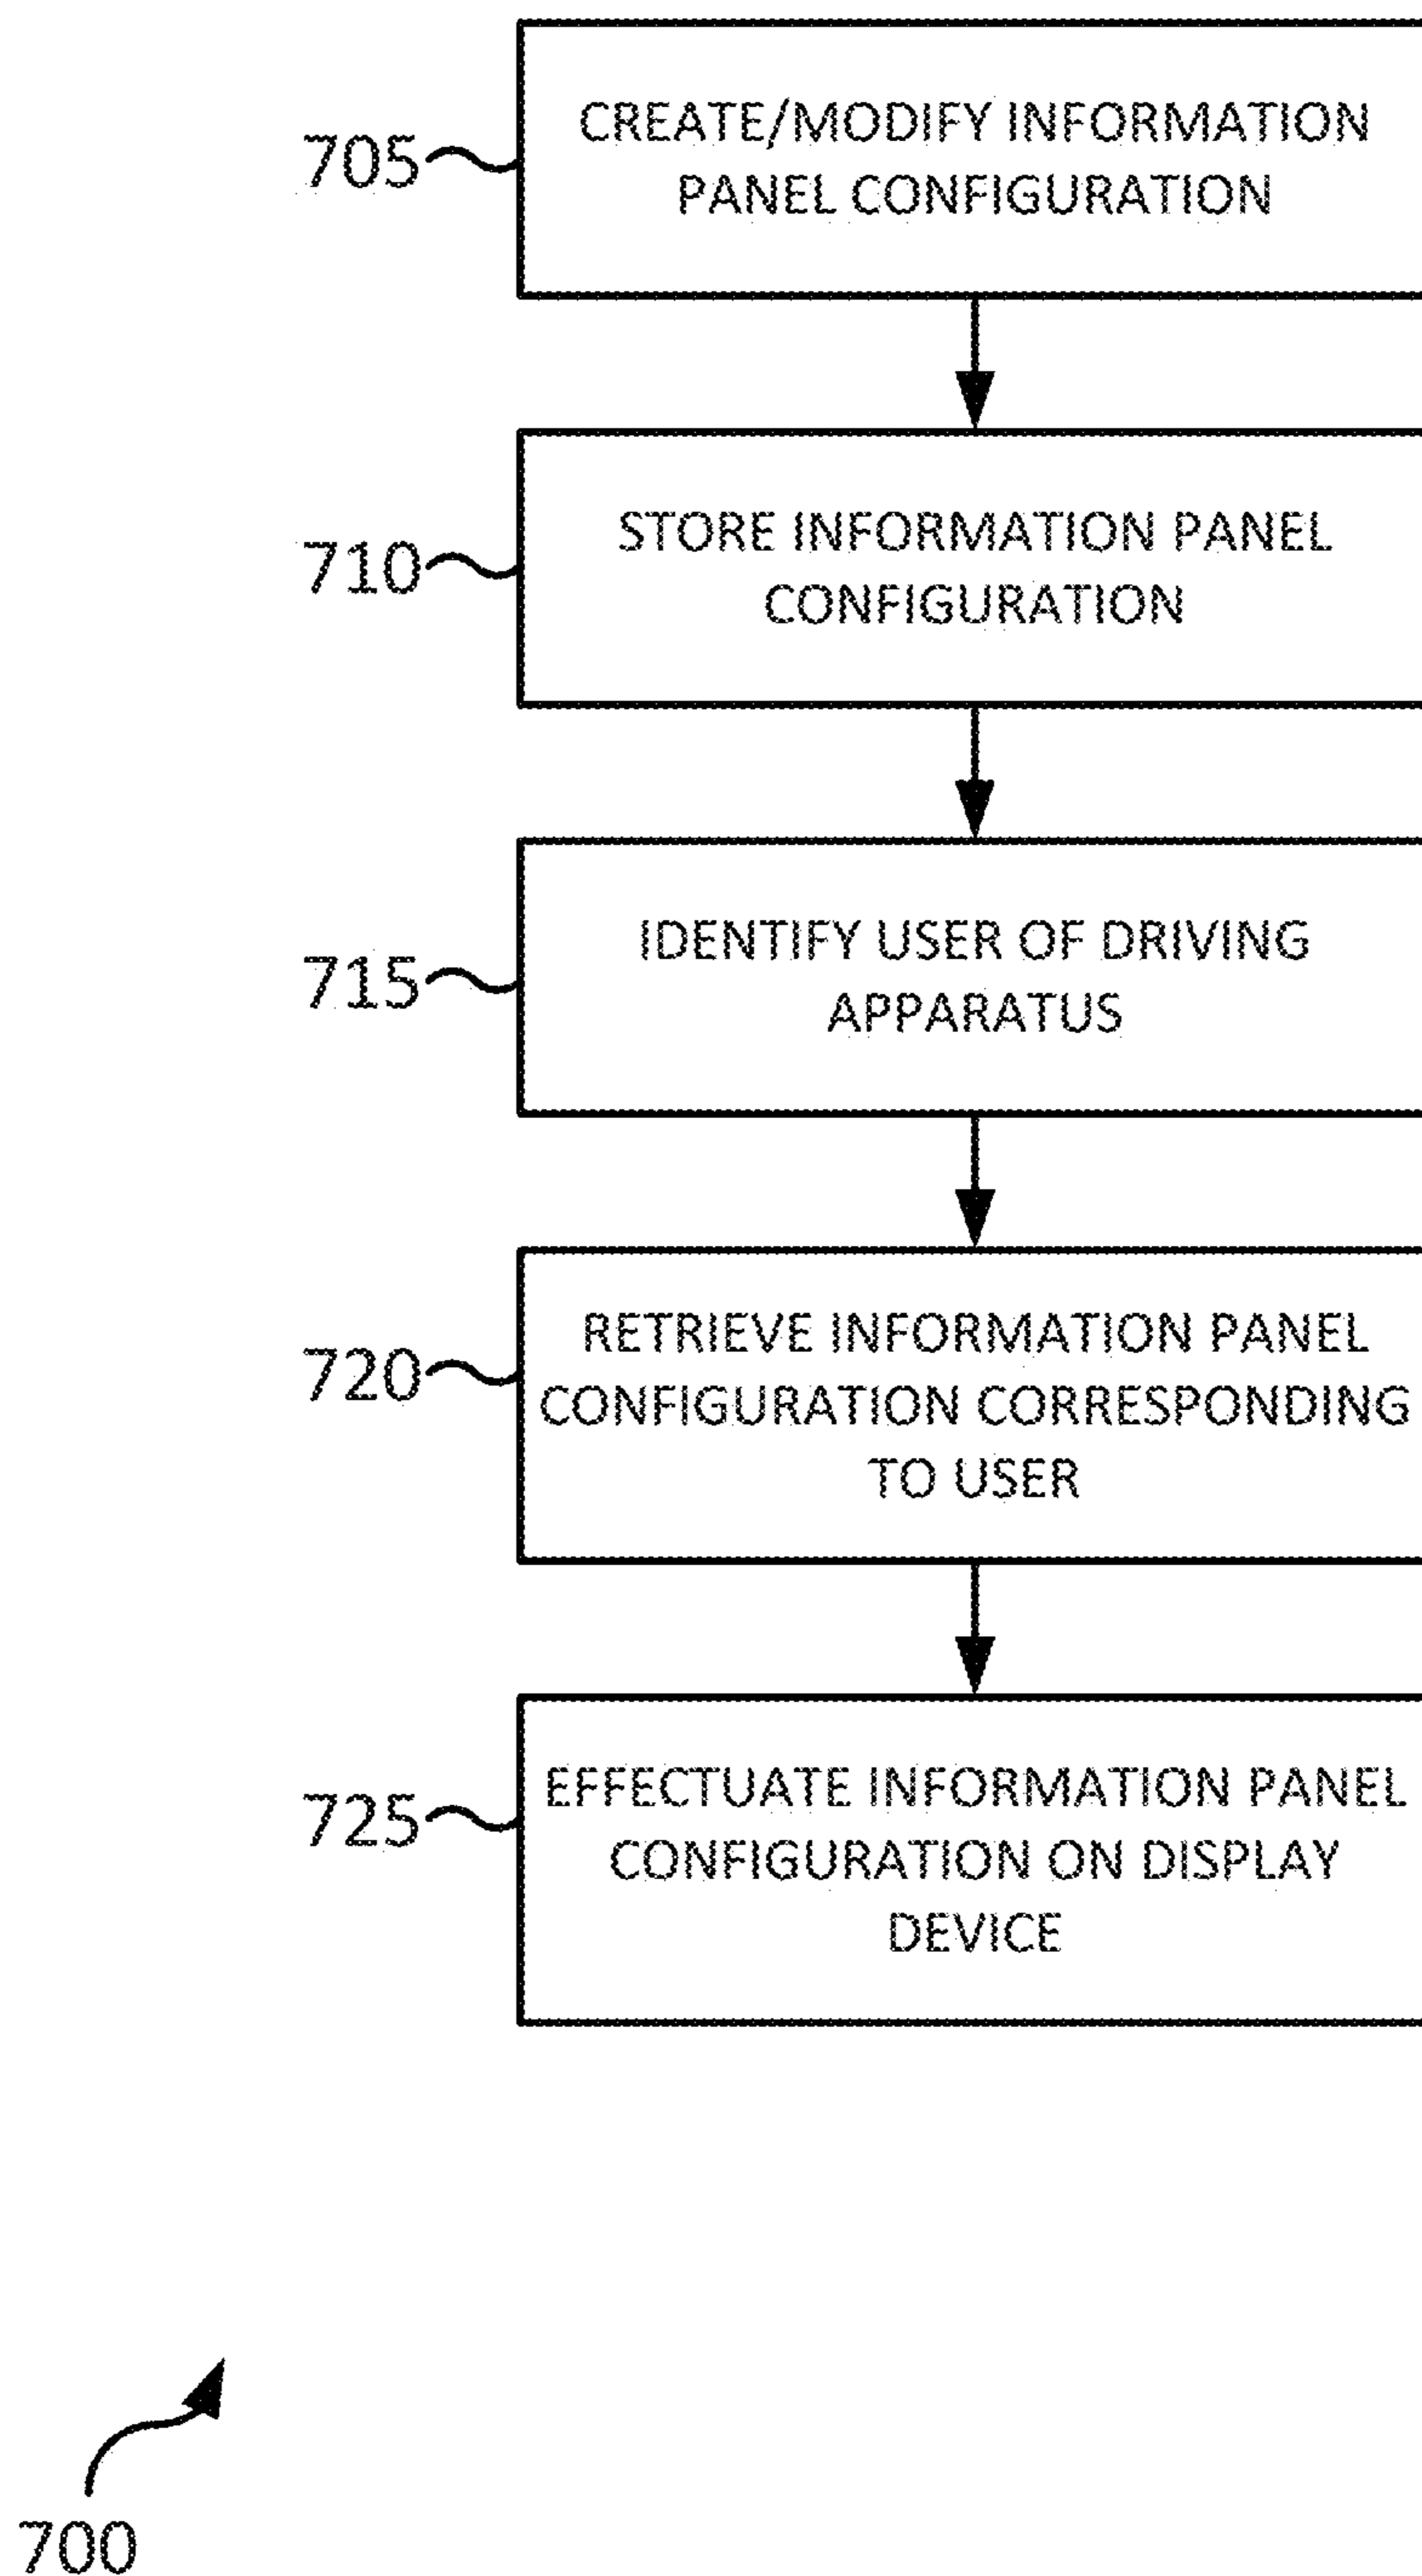 CREATE/MODIFY INFORMATION
PANEL CONFIGURATION
705
STORE INFORMATION PANEL
CONFIGURATION
710
IDENTIFY USER OF DRIVING
APPARATUS
715
RETRIEVE INFORMATION PANEL
CONFIGURATION CORRESPONDING
TO USER
720
EFFECTUATE INFORMATION PANEL
CONFIGURATION ON DISPLAY
DEVICE
725
700